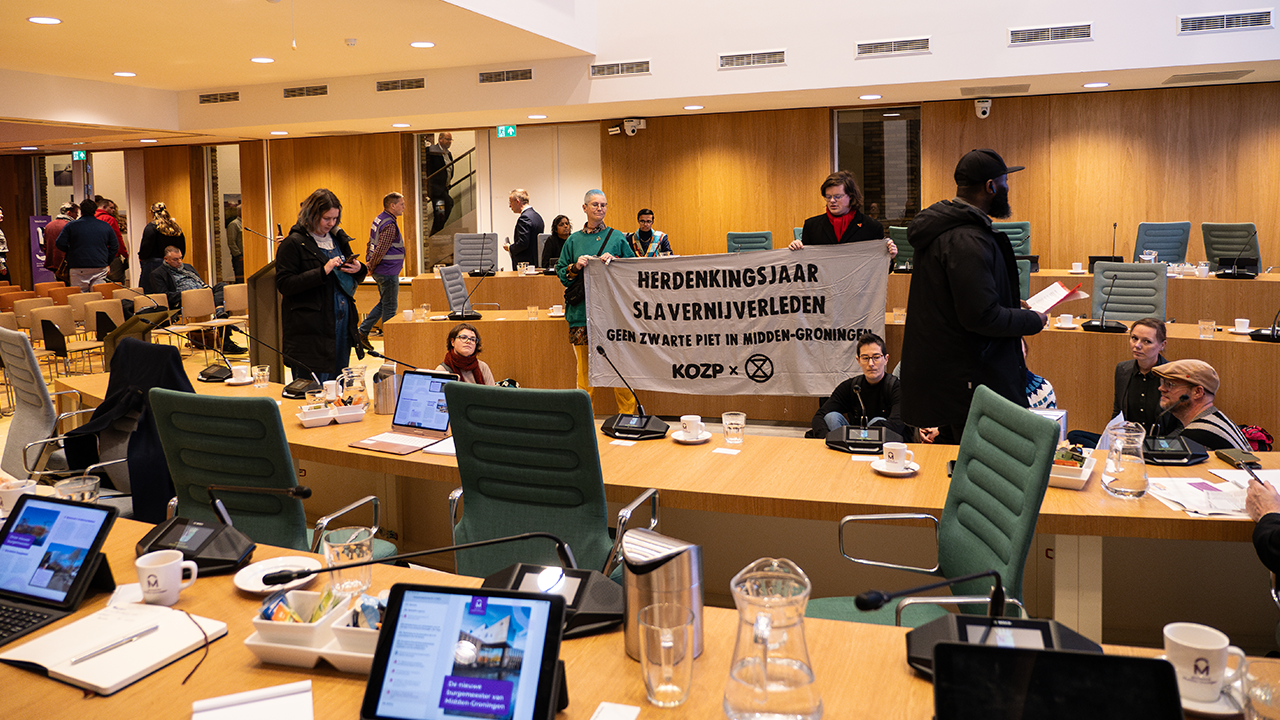 HERDENKINGSJAAR
SLAVERNIJVERLEDEN
GEEN ZWARTE PIET IN MIDDEN-GRONINGEN
KOZP x
De nieuwe
burgemeester van
Midden-Groningen